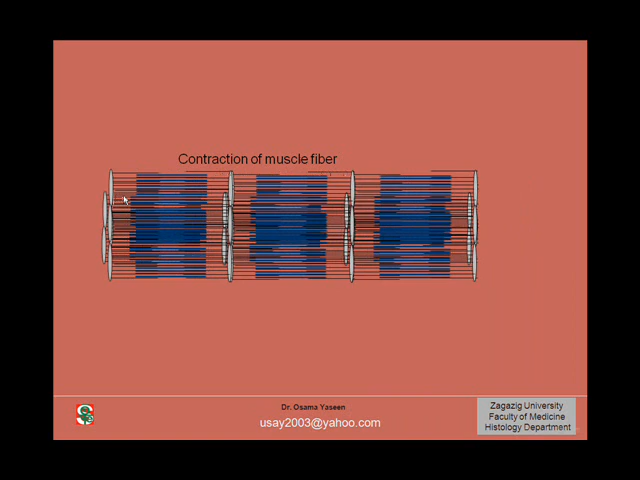 Contraction of muscle fiber
Dr. Osama Yaseen
usay2003@yahoo.com
Zagazig University
Faculty of Medicine
Histology Department